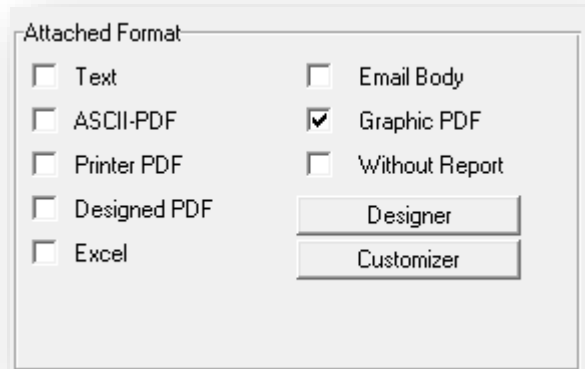 Attached Format
Text
Email Body
ASCII-PDF
Graphic PDF
Printer PDF
Without Report
Designed PDF
Designer
Excel
Customizer